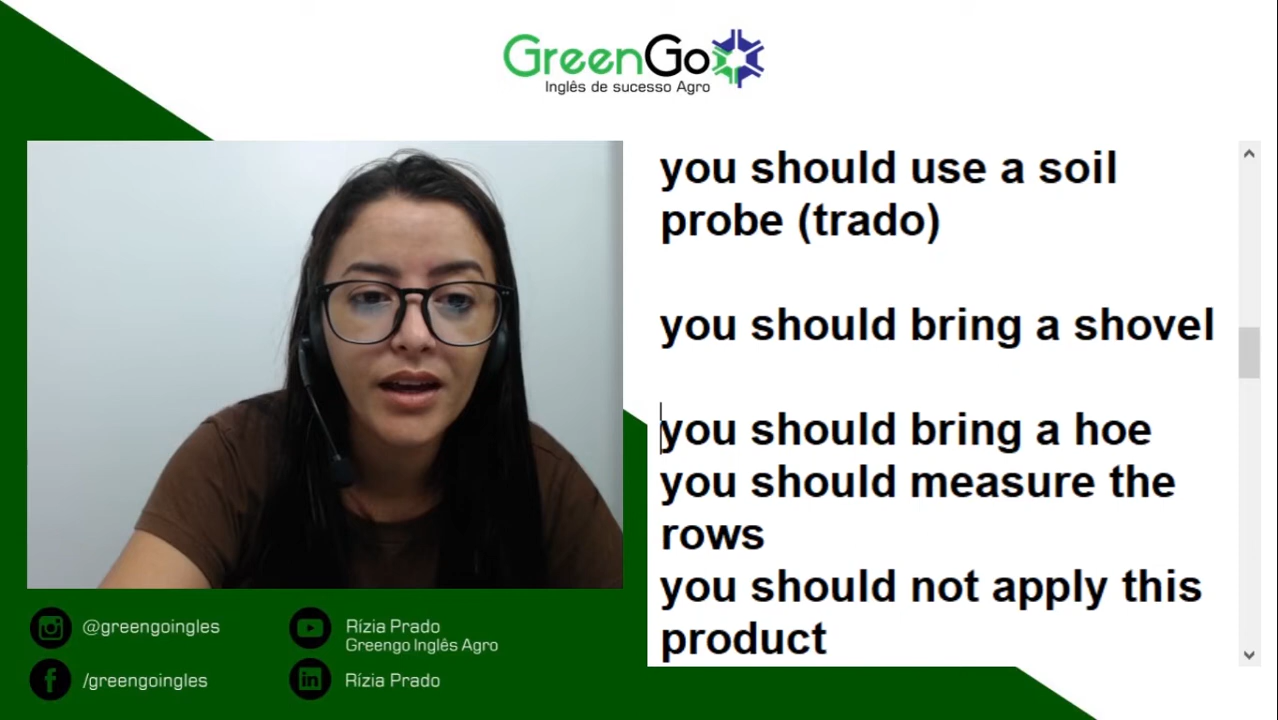 GreenGo
Inglês de sucesso Agro
you should use a soil
probe (trado)
you should bring a shovel
you should bring a hoe
you should measure the
rows
you should not apply this
product
@greengoingles
Rízia Prado
Greengo Inglês Agro
/greengoingles
Rízia Prado